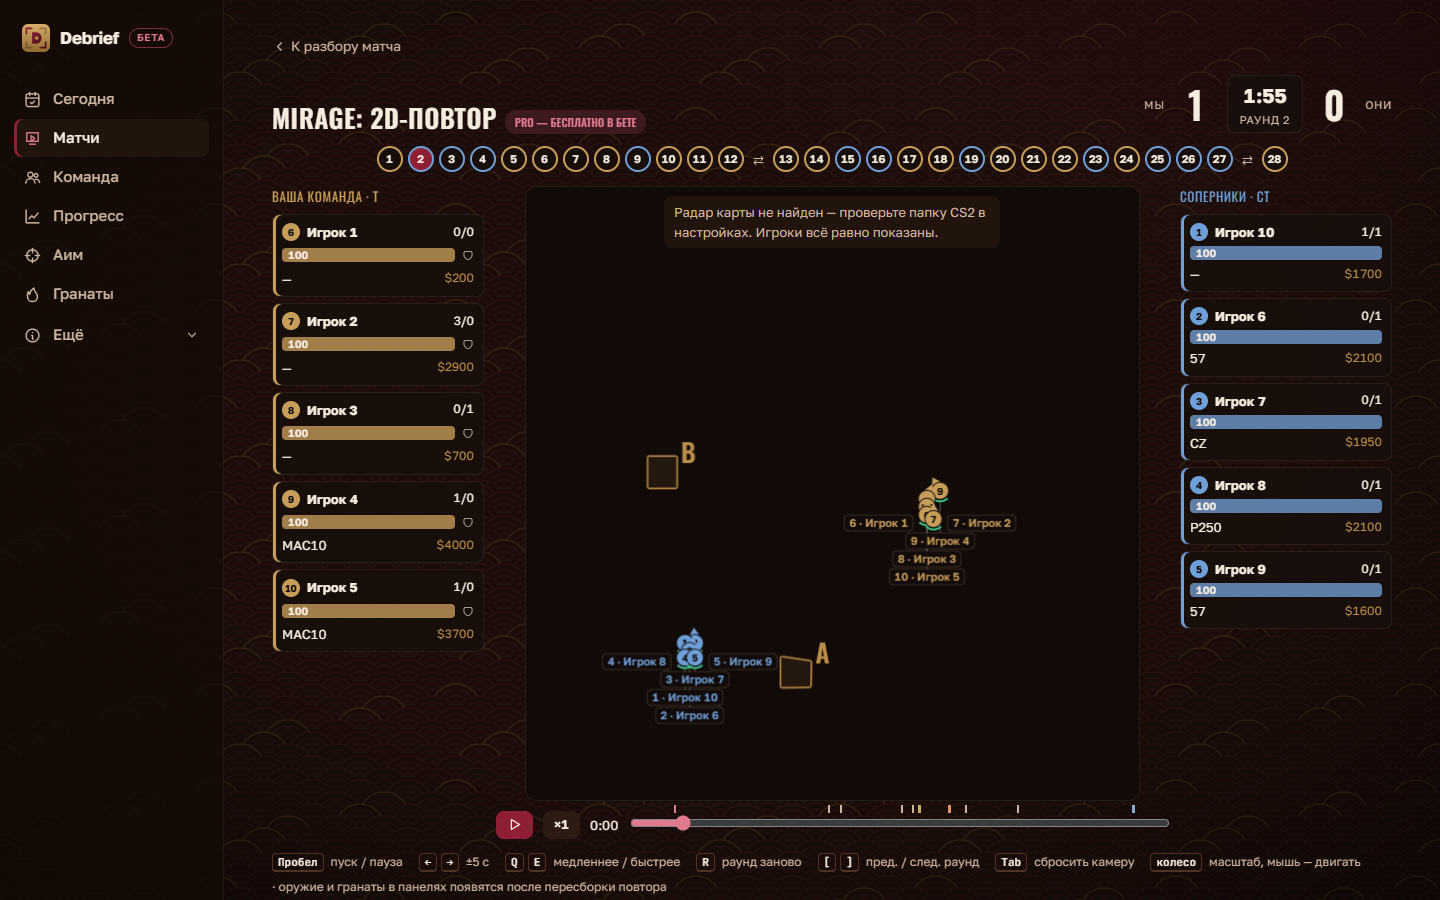 Debrief БЕТА
Сегодня
Матчи
Команда
Прогресс
Аим
Гранаты
Ещё
К разбору матча
MIRAGE: 2D-ПОВТОР PRO — БЕСПЛАТНО В БЕТЕ
МЫ 1 1:55 РАУНД 2 0 ОНИ
1 2 3 4 5 6 7 8 9 10 11 12 ⇄ 13 14 15 16 17 18 19 20 21 22 23 24 25 26 27 ⇄ 28
ВАША КОМАНДА · T
6 Игрок 1 0/0
100
— $200
7 Игрок 2 3/0
100
— $2900
8 Игрок 3 0/1
100
— $700
9 Игрок 4 1/0
100
MAC10 $4000
10 Игрок 5 1/0
100
MAC10 $3700
Радар карты не найден — проверьте папку CS2 в
настройках. Игроки всё равно показаны.
B
9
7
6 · Игрок 1 7 · Игрок 2
9 · Игрок 4
8 · Игрок 3
10 · Игрок 5
5
A
4 · Игрок 8 5 · Игрок 9
3 · Игрок 7
1 · Игрок 10
2 · Игрок 6
СОПЕРНИКИ · CT
1 Игрок 10 1/1
100
— $1700
2 Игрок 6 0/1
100
57 $2100
3 Игрок 7 0/1
100
CZ $1950
4 Игрок 8 0/1
100
P250 $2100
5 Игрок 9 0/1
100
57 $1600
×1 0:00
Пробел пуск / пауза ← → ±5 с Q E медленнее / быстрее R раунд заново [ ] пред. / след. раунд Tab сбросить камеру колесо масштаб, мышь — двигать
· оружие и гранаты в панелях появятся после пересборки повтора